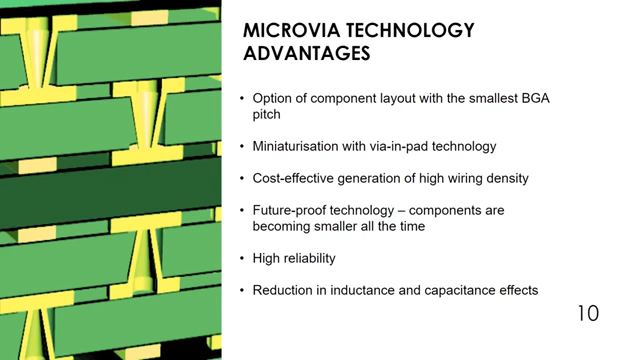 MICROVIA TECHNOLOGY
ADVANTAGES
• Option of component layout with the smallest BGA
pitch
• Miniaturisation with via-in-pad technology
• Cost-effective generation of high wiring density
• Future-proof technology – components are
becoming smaller all the time
• High reliability
• Reduction in inductance and capacitance effects
10